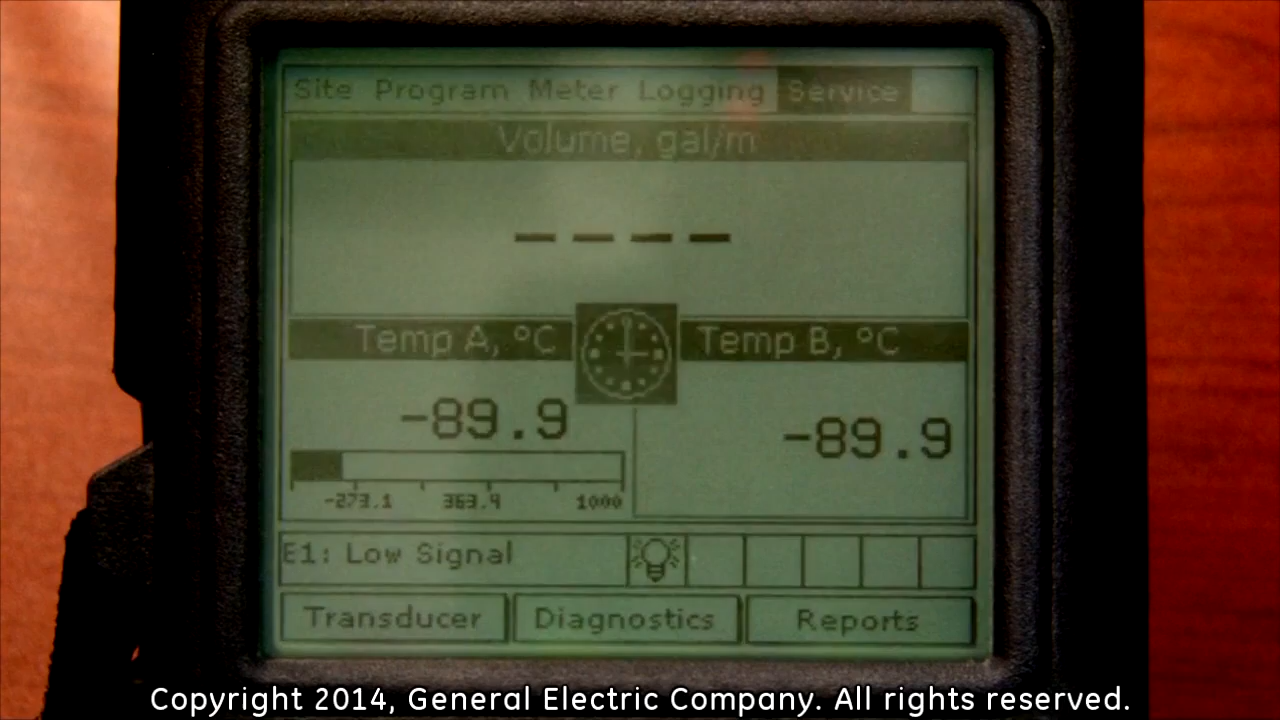 Site Program Meter Logging Service
Volume, gal/m
– – – –
Temp A, °C
Temp B, °C
-89.9
-89.9
-273.1 363.4 1000
E1: Low Signal
Transducer Diagnostics Reports
Copyright 2014, General Electric Company. All rights reserved.